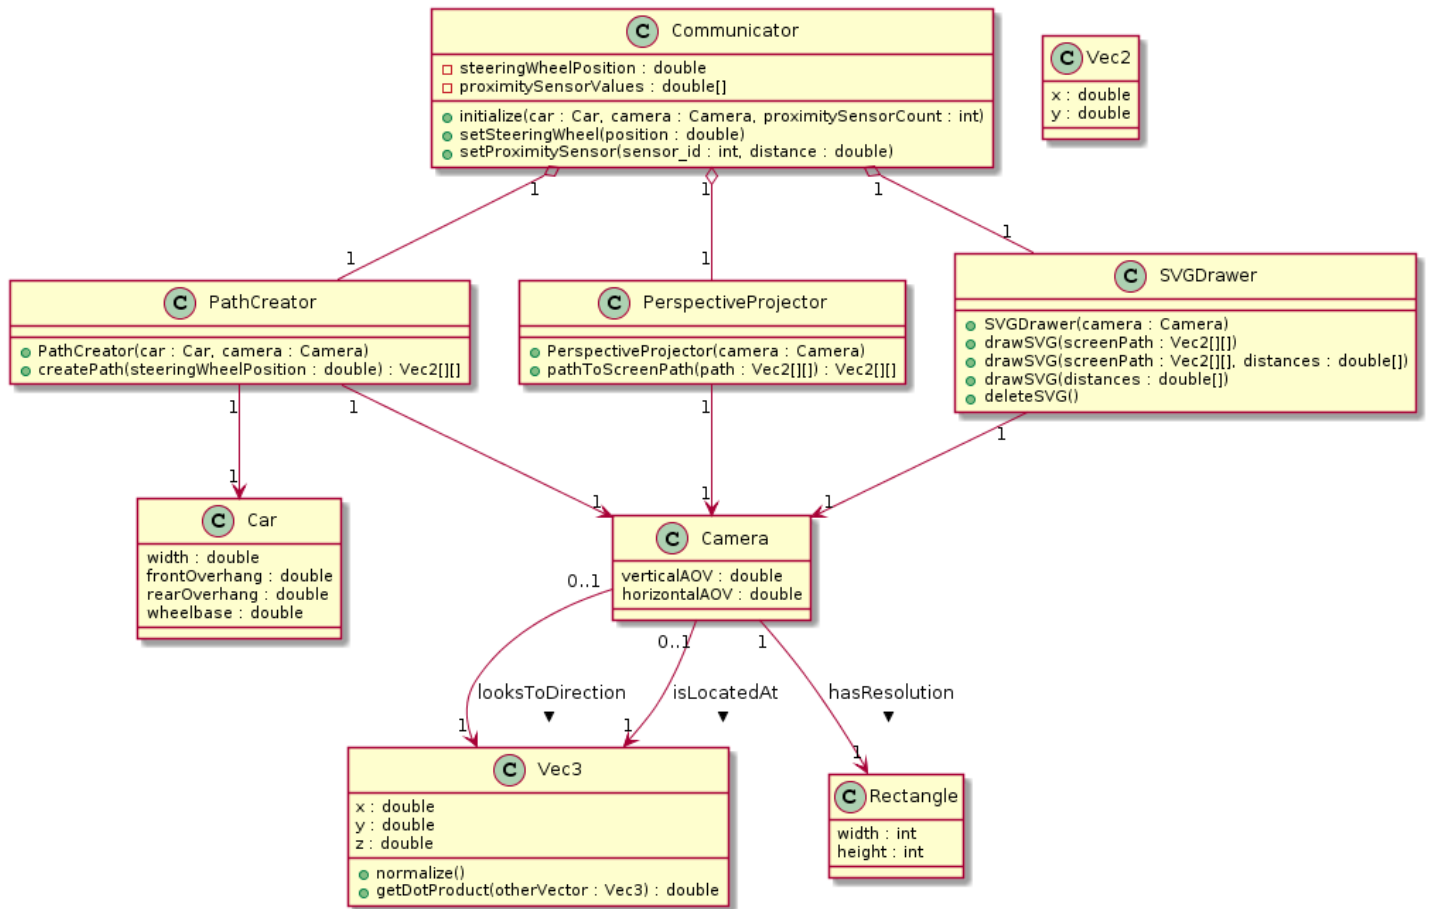 C Communicator
steeringWheelPosition : double
proximitySensorValues : double[]
initialize(car : Car, camera : Camera, proximitySensorCount : int)
setSteeringWheel(position : double)
setProximitySensor(sensor_id : int, distance : double)
C Vec2
x : double
y : double
1
1
1
1
1
1
C PathCreator
PathCreator(car : Car, camera : Camera)
createPath(steeringWheelPosition : double) : Vec2[][]
C PerspectiveProjector
PerspectiveProjector(camera : Camera)
pathToScreenPath(path : Vec2[][]) : Vec2[][]
C SVGDrawer
SVGDrawer(camera : Camera)
drawSVG(screenPath : Vec2[][])
drawSVG(screenPath : Vec2[][], distances : double[])
drawSVG(distances : double[])
deleteSVG()
1
1
1
1
1
1
1
1
C Car
width : double
frontOverhang : double
rearOverhang : double
wheelbase : double
C Camera
verticalAOV : double
horizontalAOV : double
0..1
0..1
1
looksToDirection
isLocatedAt
hasResolution
1
1
1
C Vec3
x : double
y : double
z : double
normalize()
getDotProduct(otherVector : Vec3) : double
C Rectangle
width : int
height : int